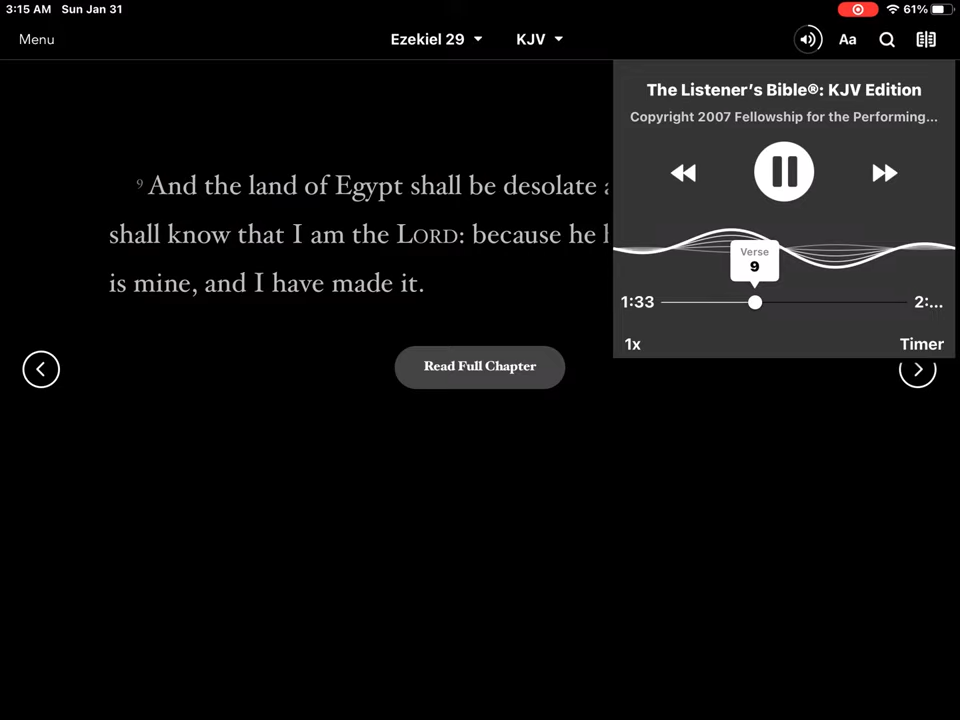 3:15 AM Sun Jan 31 61%
Menu Ezekiel 29 KJV Aa
The Listener's Bible®: KJV Edition
Copyright 2007 Fellowship for the Performing...
9 And the land of Egypt shall be desolate
shall know that I am the LORD: because he
is mine, and I have made it.
Verse
9
1:33 2:...
1x Timer
Read Full Chapter